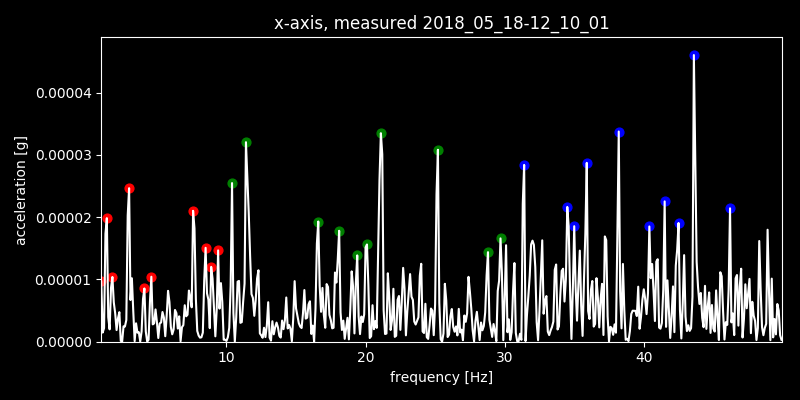 x-axis, measured 2018_05_18-12_10_01
acceleration [g]
0.00004
0.00003
0.00002
0.00001
0.00000
10 20 30 40
frequency [Hz]